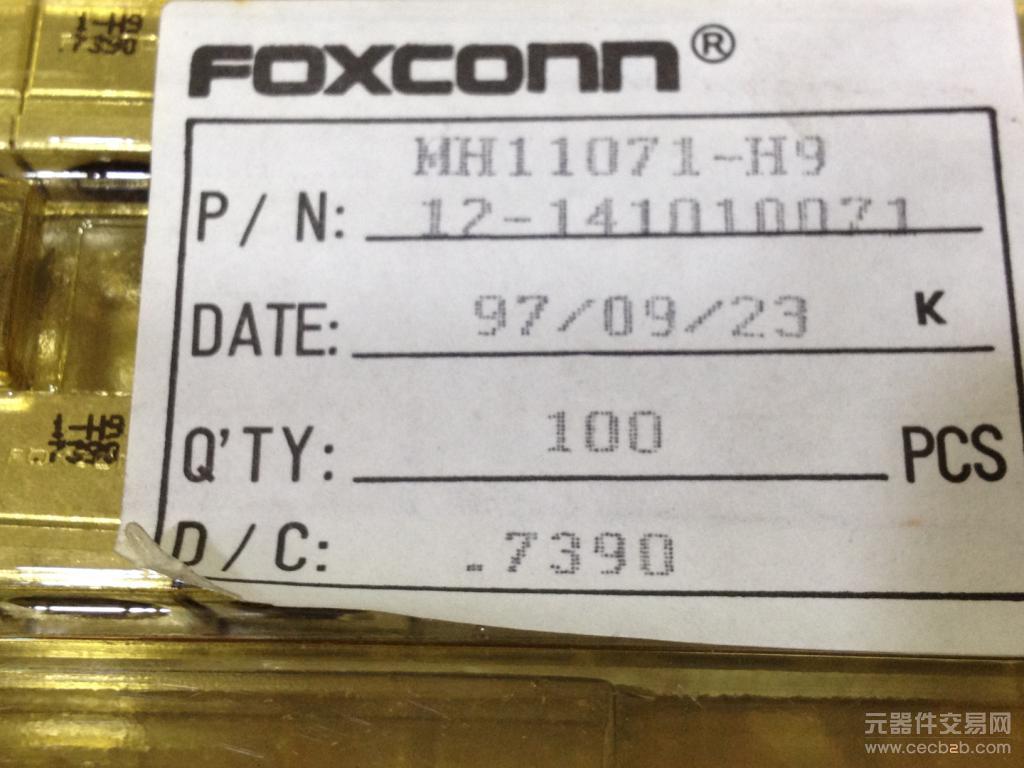 1-H9
.7390
FOXCONN®
MH11071-H9
P/N: 12-141010071
DATE: 97/09/23 K
Q'TY: 100 PCS
1-H9
.7390
D/C: .7390
元器件交易网
www.cecb2b.com